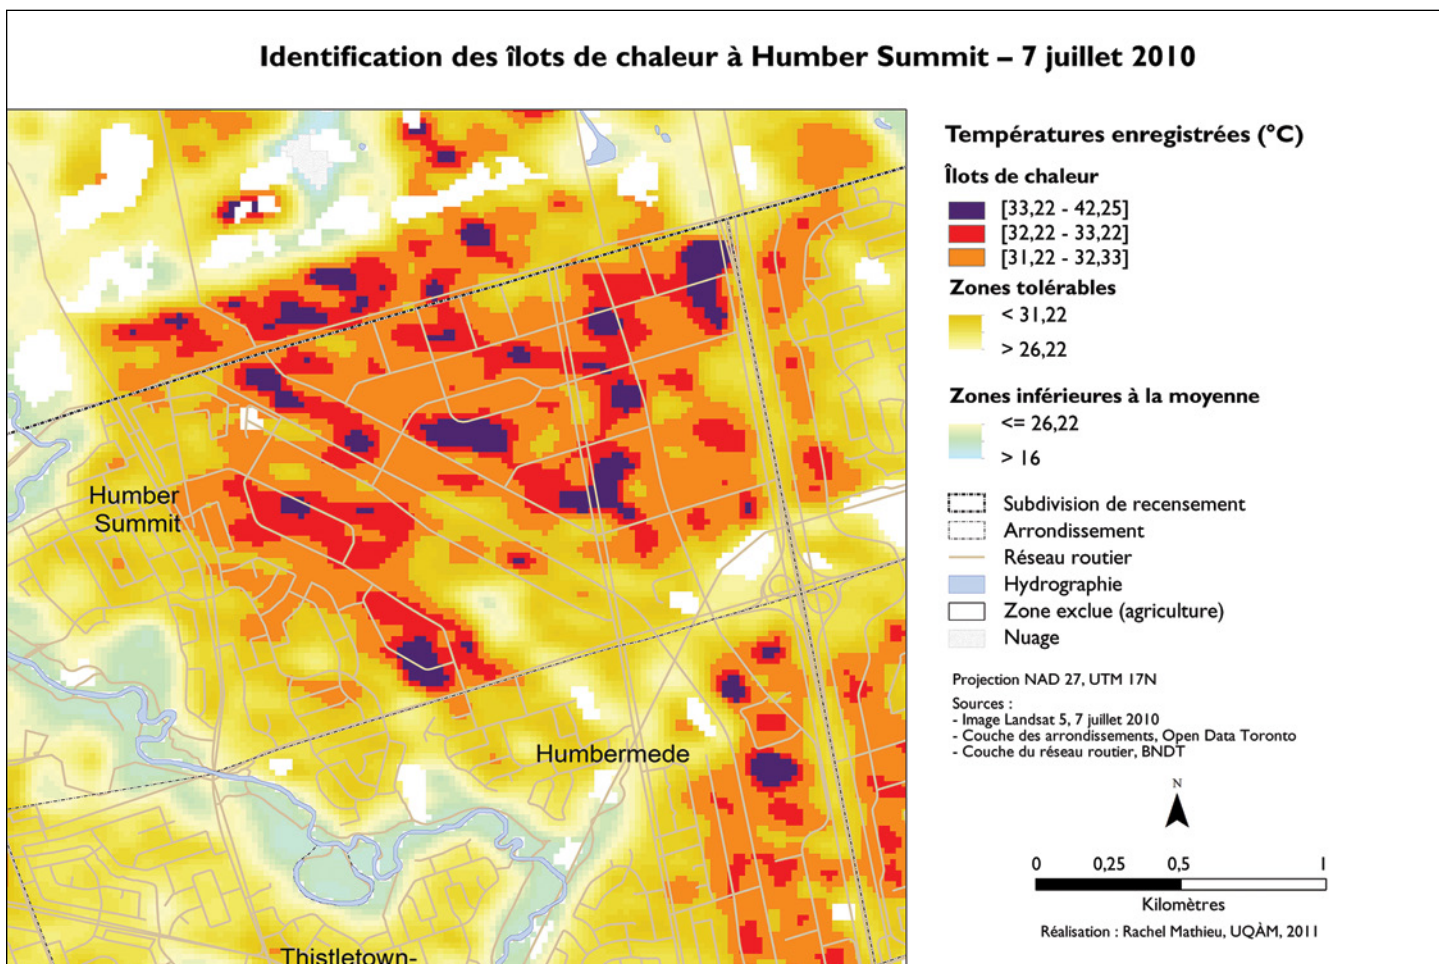 Identification des îlots de chaleur à Humber Summit – 7 juillet 2010
Températures enregistrées (°C)
Îlots de chaleur
[33,22 - 42,25]
[32,22 - 33,22]
[31,22 - 32,33]
Zones tolérables
< 31,22
> 26,22
Zones inférieures à la moyenne
<= 26,22
> 16
Subdivision de recensement
Arrondissement
Réseau routier
Hydrographie
Zone exclue (agriculture)
Nuage
Projection NAD 27, UTM 17N
Sources :
- Image Landsat 5, 7 juillet 2010
- Couche des arrondissements, Open Data Toronto
- Couche du réseau routier, BNDT
N
0 0,25 0,5 1
Kilomètres
Réalisation : Rachel Mathieu, UQÀM, 2011
Humber
Summit
Humbermede
Thistletown-